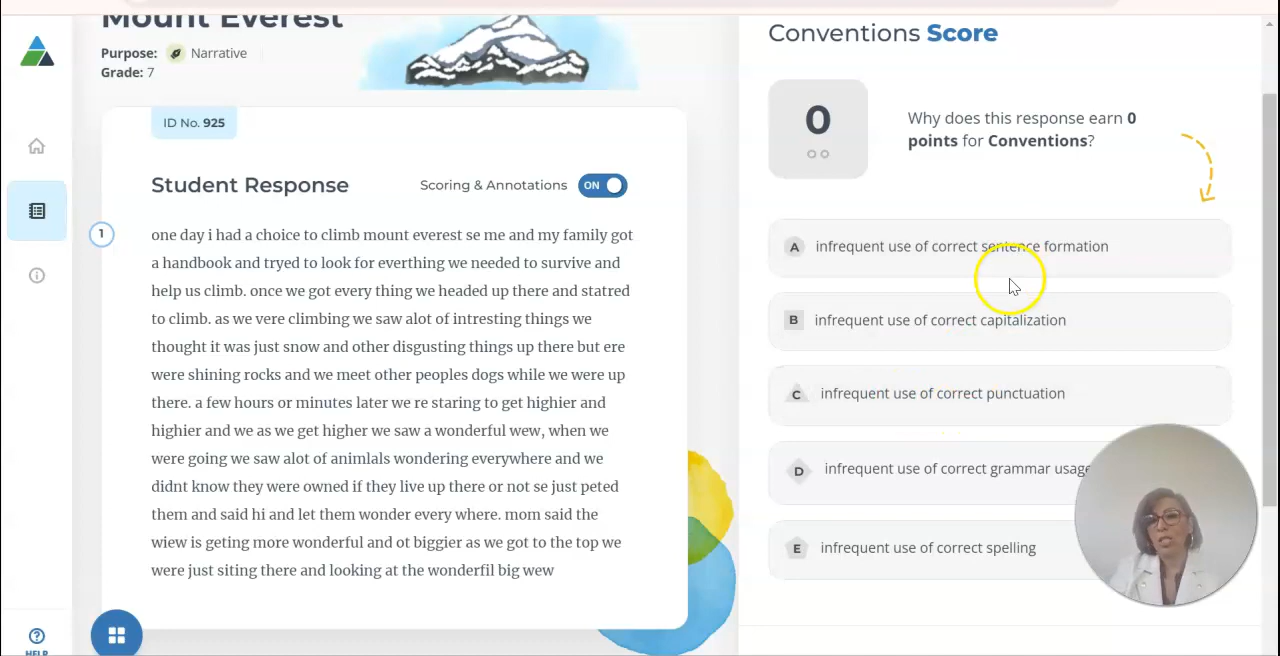 Mount Everest
Purpose: Narrative
Grade: 7
ID No. 925
Student Response
Scoring & Annotations ON
1
one day i had a choice to climb mount everest se me and my family got
a handbook and tryed to look for everthing we needed to survive and
help us climb. once we got every thing we headed up there and statred
to climb. as we vere climbing we saw alot of intresting things we
thought it was just snow and other disgusting things up there but ere
were shining rocks and we meet other peoples dogs while we were up
there. a few hours or minutes later we re staring to get highier and
highier and we as we get higher we saw a wonderful wew, when we
were going we saw alot of animlals wondering everywhere and we
didnt know they were owned if they live up there or not se just peted
them and said hi and let them wonder every where. mom said the
wiew is geting more wonderful and ot biggier as we got to the top we
were just siting there and looking at the wonderfil big wew
HELP
Conventions Score
0
Why does this response earn 0
points for Conventions?
A infrequent use of correct sentence formation
B infrequent use of correct capitalization
C infrequent use of correct punctuation
D infrequent use of correct grammar usage
E infrequent use of correct spelling